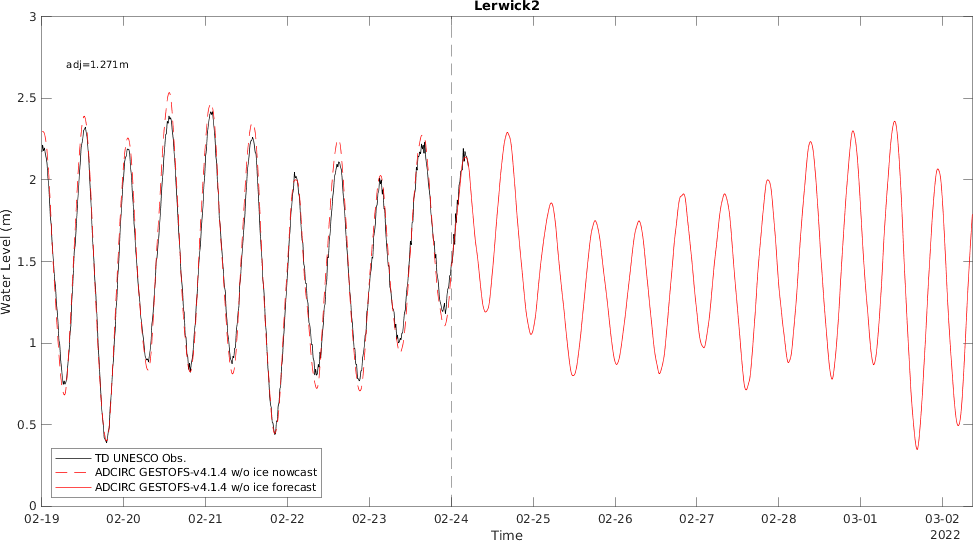 Lerwick2
adj=1.271m
3
2.5
2
1.5
1
0.5
0
Water Level (m)
TD UNESCO Obs.
ADCIRC GESTOFS-v4.1.4 w/o ice nowcast
ADCIRC GESTOFS-v4.1.4 w/o ice forecast
02-19 02-20 02-21 02-22 02-23 02-24 02-25 02-26 02-27 02-28 03-01 03-02
Time
2022